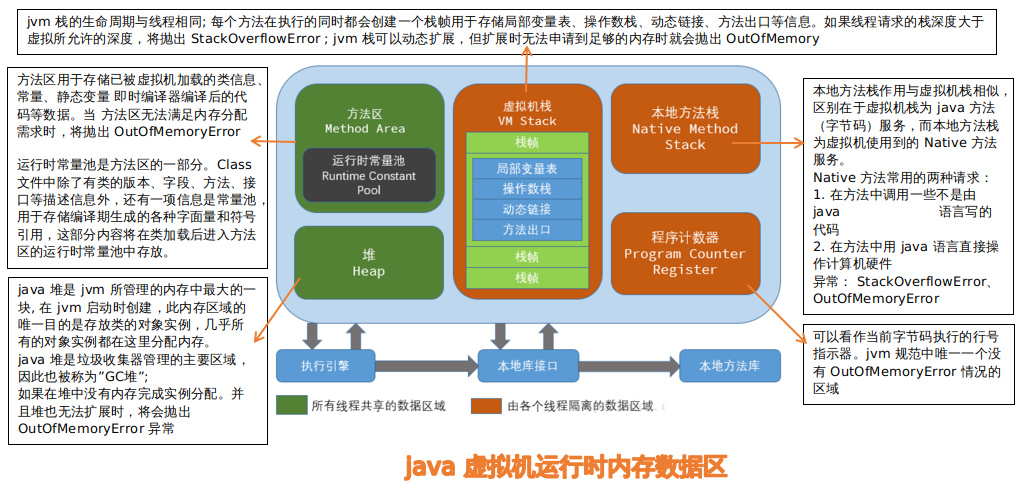 jvm 栈的生命周期与线程相同; 每个方法在执行的同时都会创建一个栈帧用于存储局部变量表、操作数栈、动态链接、方法出口等信息。如果线程请求的栈深度大于
虚拟所允许的深度，将抛出 StackOverflowError ; jvm 栈可以动态扩展，但扩展时无法申请到足够的内存时就会抛出 OutOfMemory
方法区用于存储已被虚拟机加载的类信息、
常量、静态变量 即时编译器编译后的代
码等数据。当 方法区无法满足内存分配
需求时，将抛出 OutOfMemoryError
运行时常量池是方法区的一部分。Class
文件中除了有类的版本、字段、方法、接
口等描述信息外，还有一项信息是常量池，
用于存储编译期生成的各种字面量和符号
引用，这部分内容将在类加载后进入方法
区的运行时常量池中存放。
java 堆是 jvm 所管理的内存中最大的一
块, 在 jvm 启动时创建，此内存区域的
唯一目的是存放类的对象实例，几乎所
有的对象实例都在这里分配内存。
java 堆是垃圾收集器管理的主要区域，
因此也被称为”GC堆”;
如果在堆中没有内存完成实例分配。并
且堆也无法扩展时，将会抛出
OutOfMemoryError 异常
方法区
Method Area
运行时常量池
Runtime Constant
Pool
堆
Heap
虚拟机栈
VM Stack
栈帧
局部变量表
操作数栈
动态链接
方法出口
栈帧
栈帧
本地方法栈
Native Method
Stack
程序计数器
Program Counter
Register
执行引擎
本地库接口
本地方法库
所有线程共享的数据区域
由各个线程隔离的数据区域
本地方法栈作用与虚拟机栈相似，
区别在于虚拟机栈为 java 方法
（字节码）服务，而本地方法栈
为虚拟机使用到的 Native 方法
服务。
Native 方法常用的两种请求：
1. 在方法中调用一些不是由
java 语言写的
代码
2. 在方法中用 java 语言直接操
作计算机硬件
异常： StackOverflowError、
OutOfMemoryError
可以看作当前字节码执行的行号
指示器。jvm 规范中唯一一个没
有 OutOfMemoryError 情况的
区域
java 虚拟机运行时内存数据区